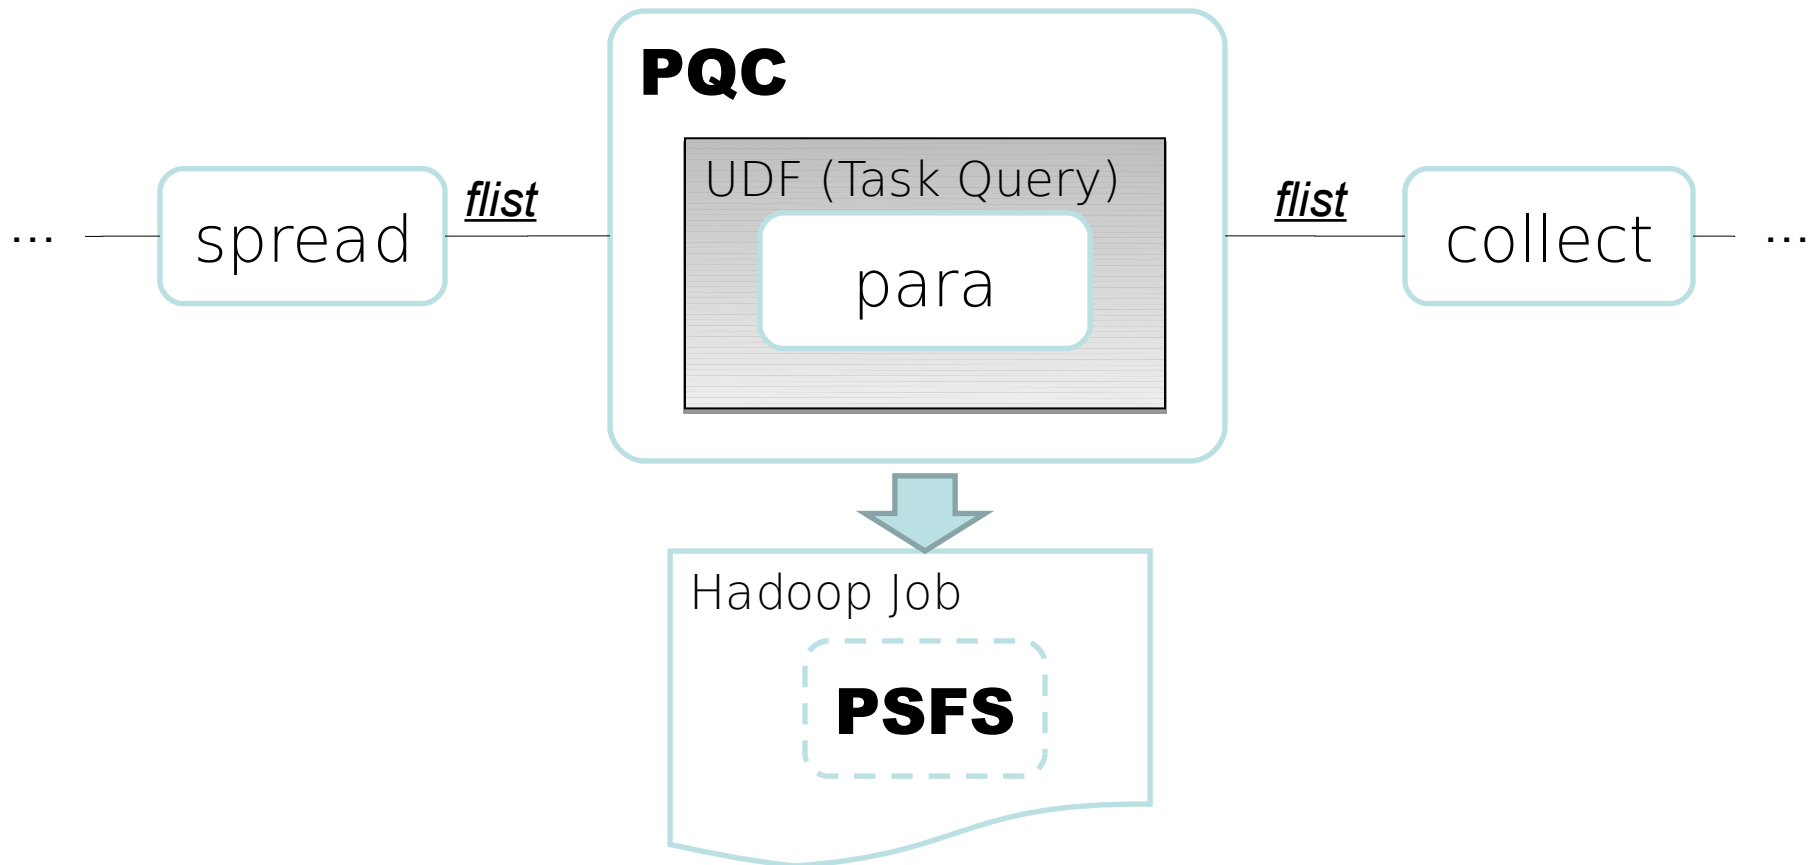 PQC
UDF (Task Query)
... spread flist para flist collect ...
Hadoop Job
PSFS